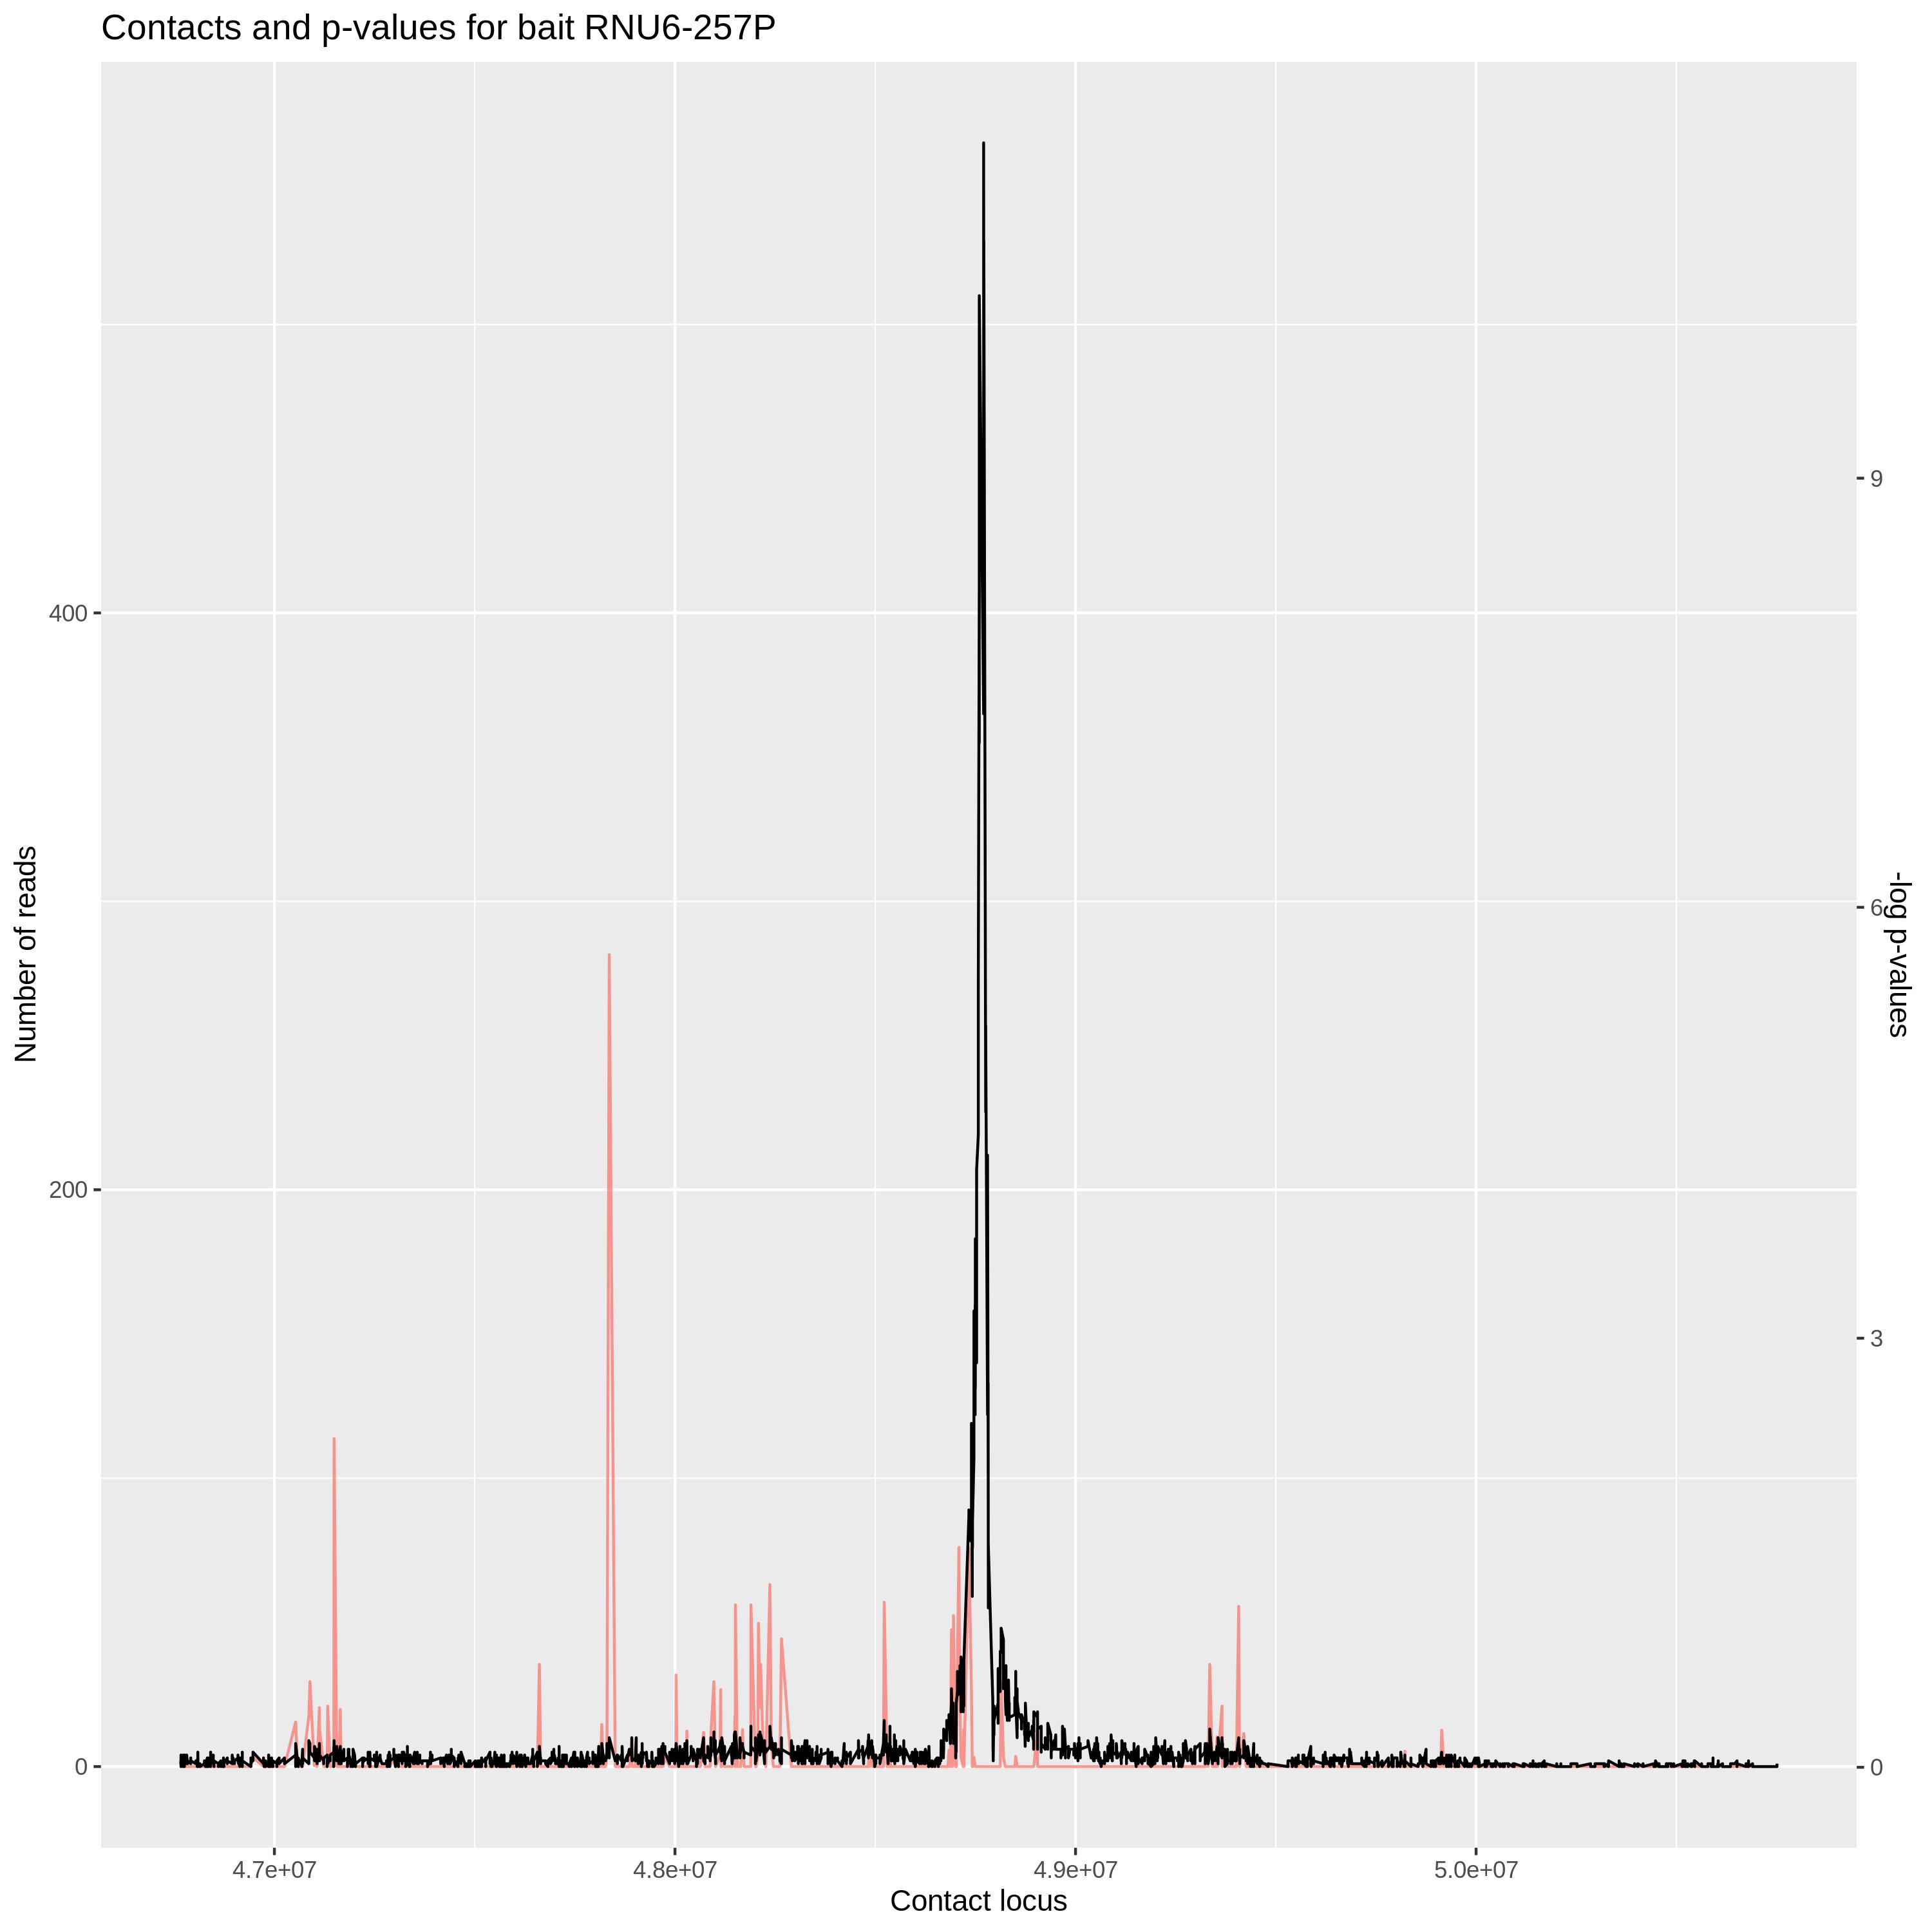 Contacts and p-values for bait RNU6-257P
Number of reads
400
200
0
9
6
3
0
-log p-values
4.7e+07
4.8e+07
4.9e+07
5.0e+07
Contact locus